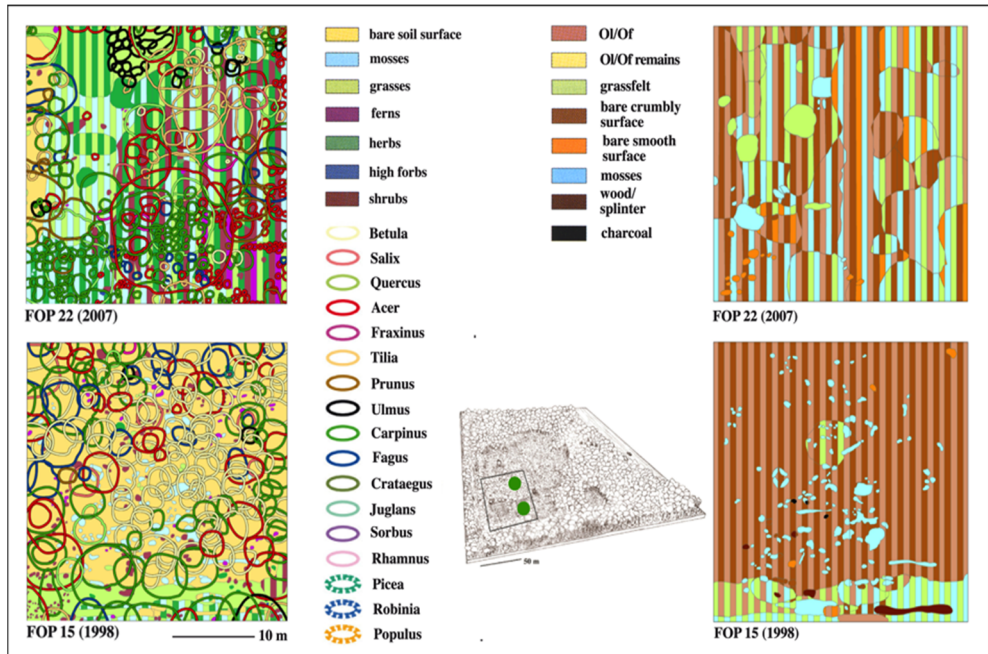 bare soil surface
mosses
grasses
ferns
herbs
high forbs
shrubs
Betula
Salix
Quercus
Acer
Fraxinus
Tilia
Prunus
Ulmus
Carpinus
Fagus
Crataegus
Juglans
Sorbus
Rhamnus
Picea
Robinia
Populus
Ol/Of
Ol/Of remains
grassfelt
bare crumbly
surface
bare smooth
surface
mosses
wood/
splinter
charcoal
FOP 22 (2007)
FOP 22 (2007)
50 m
FOP 15 (1998)
10 m
FOP 15 (1998)